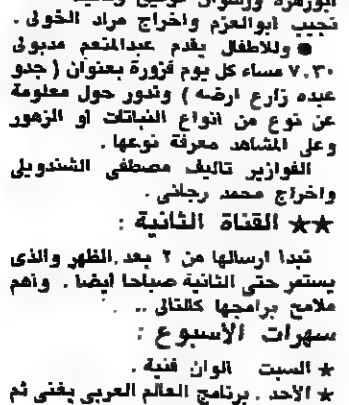 نجيب ابوالعزم واخراج مراد الخولى .
● وللاطفال يقدم عبدالمنعم مدبولى
٧.٣٠ مساء كل يوم فزورة بعنوان ( جدو
عبده زارع ارضه ) وتدور حول معلومة
عن نوع من انواع النباتات او الزهور
وعلى المشاهد معرفة نوعها .
الفوازير تاليف مصطفى الشندويلى
واخراج محمد رجائى .
★★ القناة الثانية :
تبدا ارسالها من ٢ بعد الظهر والذى
يستمر حتى الثانية صباحا ايضا . واهم
ملامح برامجها كالتالى ..
سهرات الأسبوع :
★ السبت الوان فنية .
★ الاحد . برنامج العالم العربى يغنى ثم